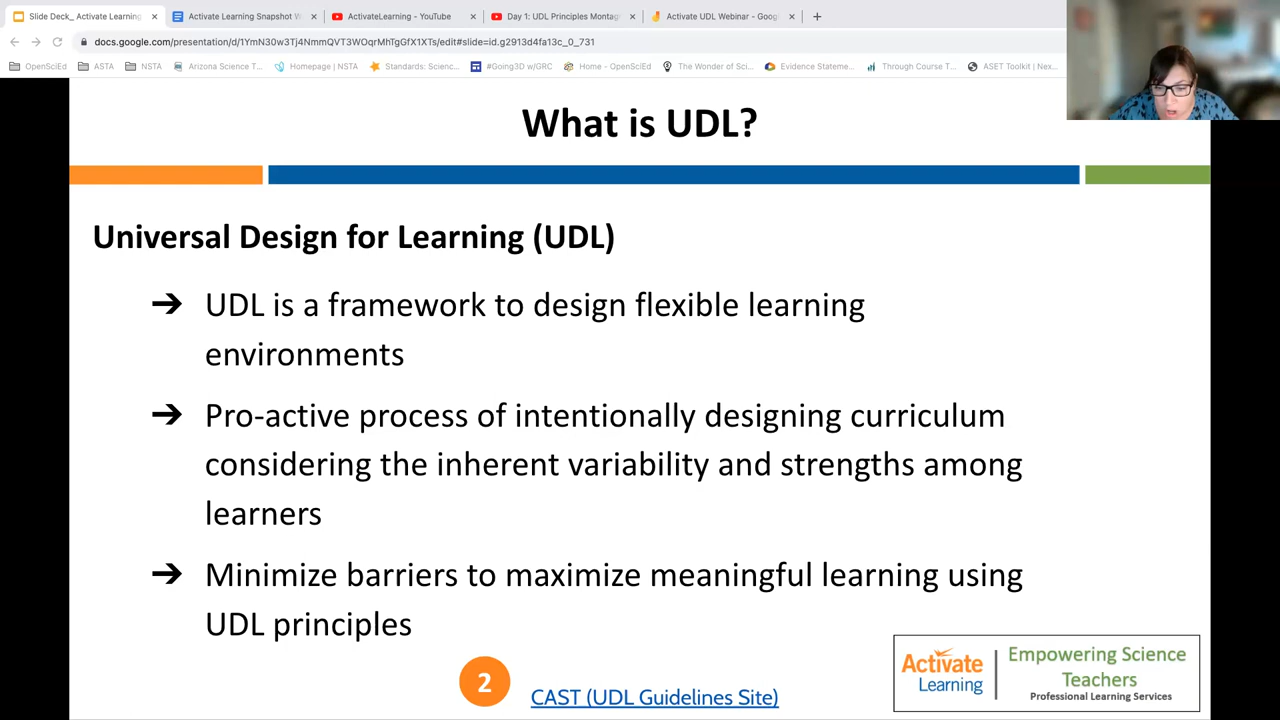 Slide Deck_ Activate Learning
Activate Learning Snapshot W
ActivateLearning - YouTube
Day 1: UDL Principles Montag
Activate UDL Webinar - Goog
docs.google.com/presentation/d/1YmN30w3Tj4NmmQVT3WOqrMhTgGfX1XTs/edit#slide=id.g2913d4fa13c_0_731
OpenSciEd
ASTA
NSTA
Arizona Science T...
Homepage | NSTA
Standards: Scienc...
#Going3D w/GRC
Home - OpenSciEd
The Wonder of Sci...
Evidence Stateme...
Through Course T...
ASET Toolkit | Nex...
What is UDL?
Universal Design for Learning (UDL)
➔ UDL is a framework to design flexible learning
environments
➔ Pro-active process of intentionally designing curriculum
considering the inherent variability and strengths among
learners
➔ Minimize barriers to maximize meaningful learning using
UDL principles
2
CAST (UDL Guidelines Site)
Activate
Learning
Empowering Science
Teachers
Professional Learning Services